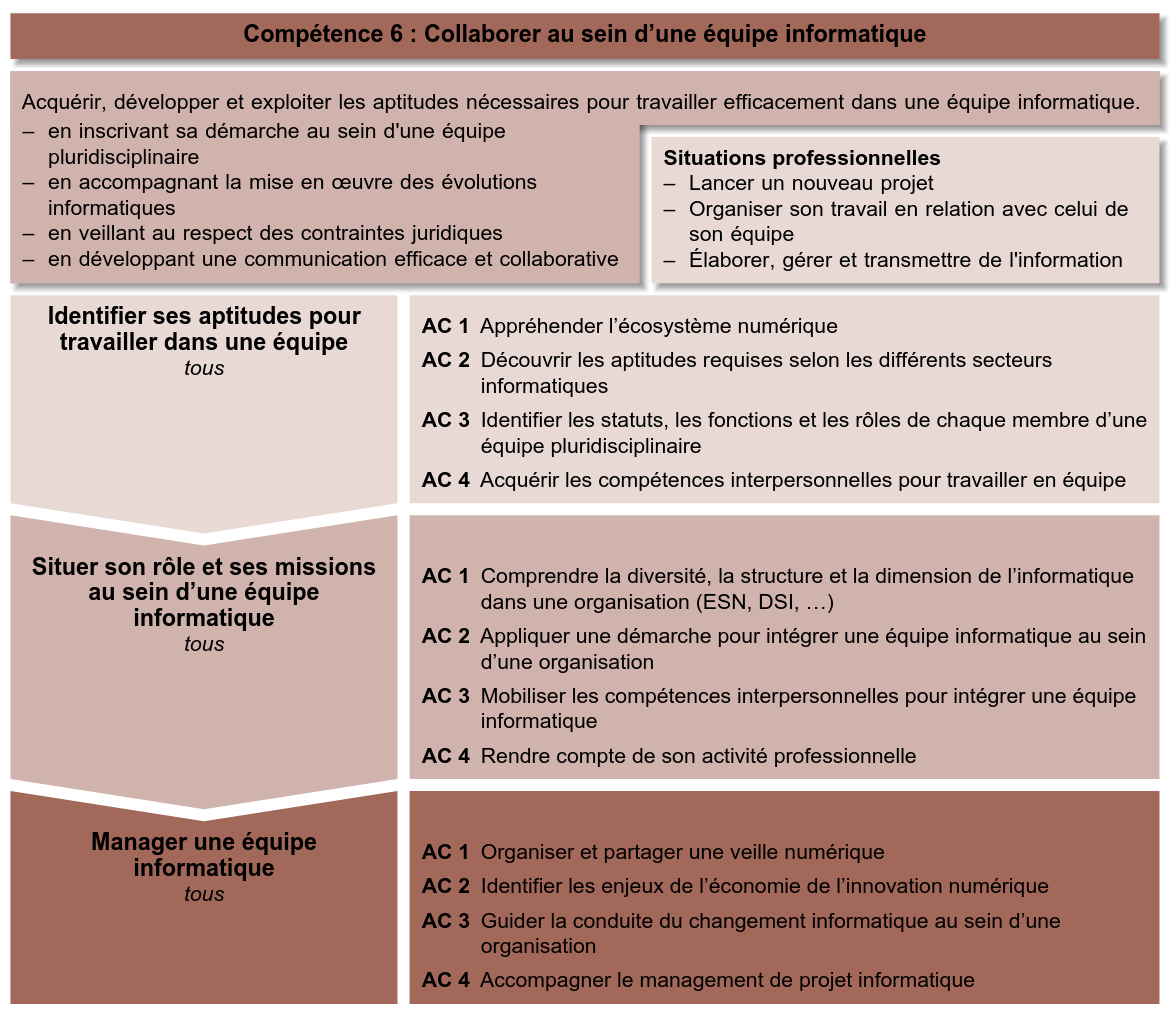 Compétence 6 : Collaborer au sein d’une équipe informatique
Acquérir, développer et exploiter les aptitudes nécessaires pour travailler efficacement dans une équipe informatique.
– en inscrivant sa démarche au sein d'une équipe
pluridisciplinaire
– en accompagnant la mise en œuvre des évolutions
informatiques
– en veillant au respect des contraintes juridiques
– en développant une communication efficace et collaborative
Situations professionnelles
– Lancer un nouveau projet
– Organiser son travail en relation avec celui de
son équipe
– Élaborer, gérer et transmettre de l'information
Identifier ses aptitudes pour
travailler dans une équipe
tous
AC 1 Appréhender l’écosystème numérique
AC 2 Découvrir les aptitudes requises selon les différents secteurs
informatiques
AC 3 Identifier les statuts, les fonctions et les rôles de chaque membre d’une
équipe pluridisciplinaire
AC 4 Acquérir les compétences interpersonnelles pour travailler en équipe
Situer son rôle et ses missions
au sein d’une équipe
informatique
tous
AC 1 Comprendre la diversité, la structure et la dimension de l’informatique
dans une organisation (ESN, DSI, …)
AC 2 Appliquer une démarche pour intégrer une équipe informatique au sein
d’une organisation
AC 3 Mobiliser les compétences interpersonnelles pour intégrer une équipe
informatique
AC 4 Rendre compte de son activité professionnelle
Manager une équipe
informatique
tous
AC 1 Organiser et partager une veille numérique
AC 2 Identifier les enjeux de l’économie de l’innovation numérique
AC 3 Guider la conduite du changement informatique au sein d’une
organisation
AC 4 Accompagner le management de projet informatique